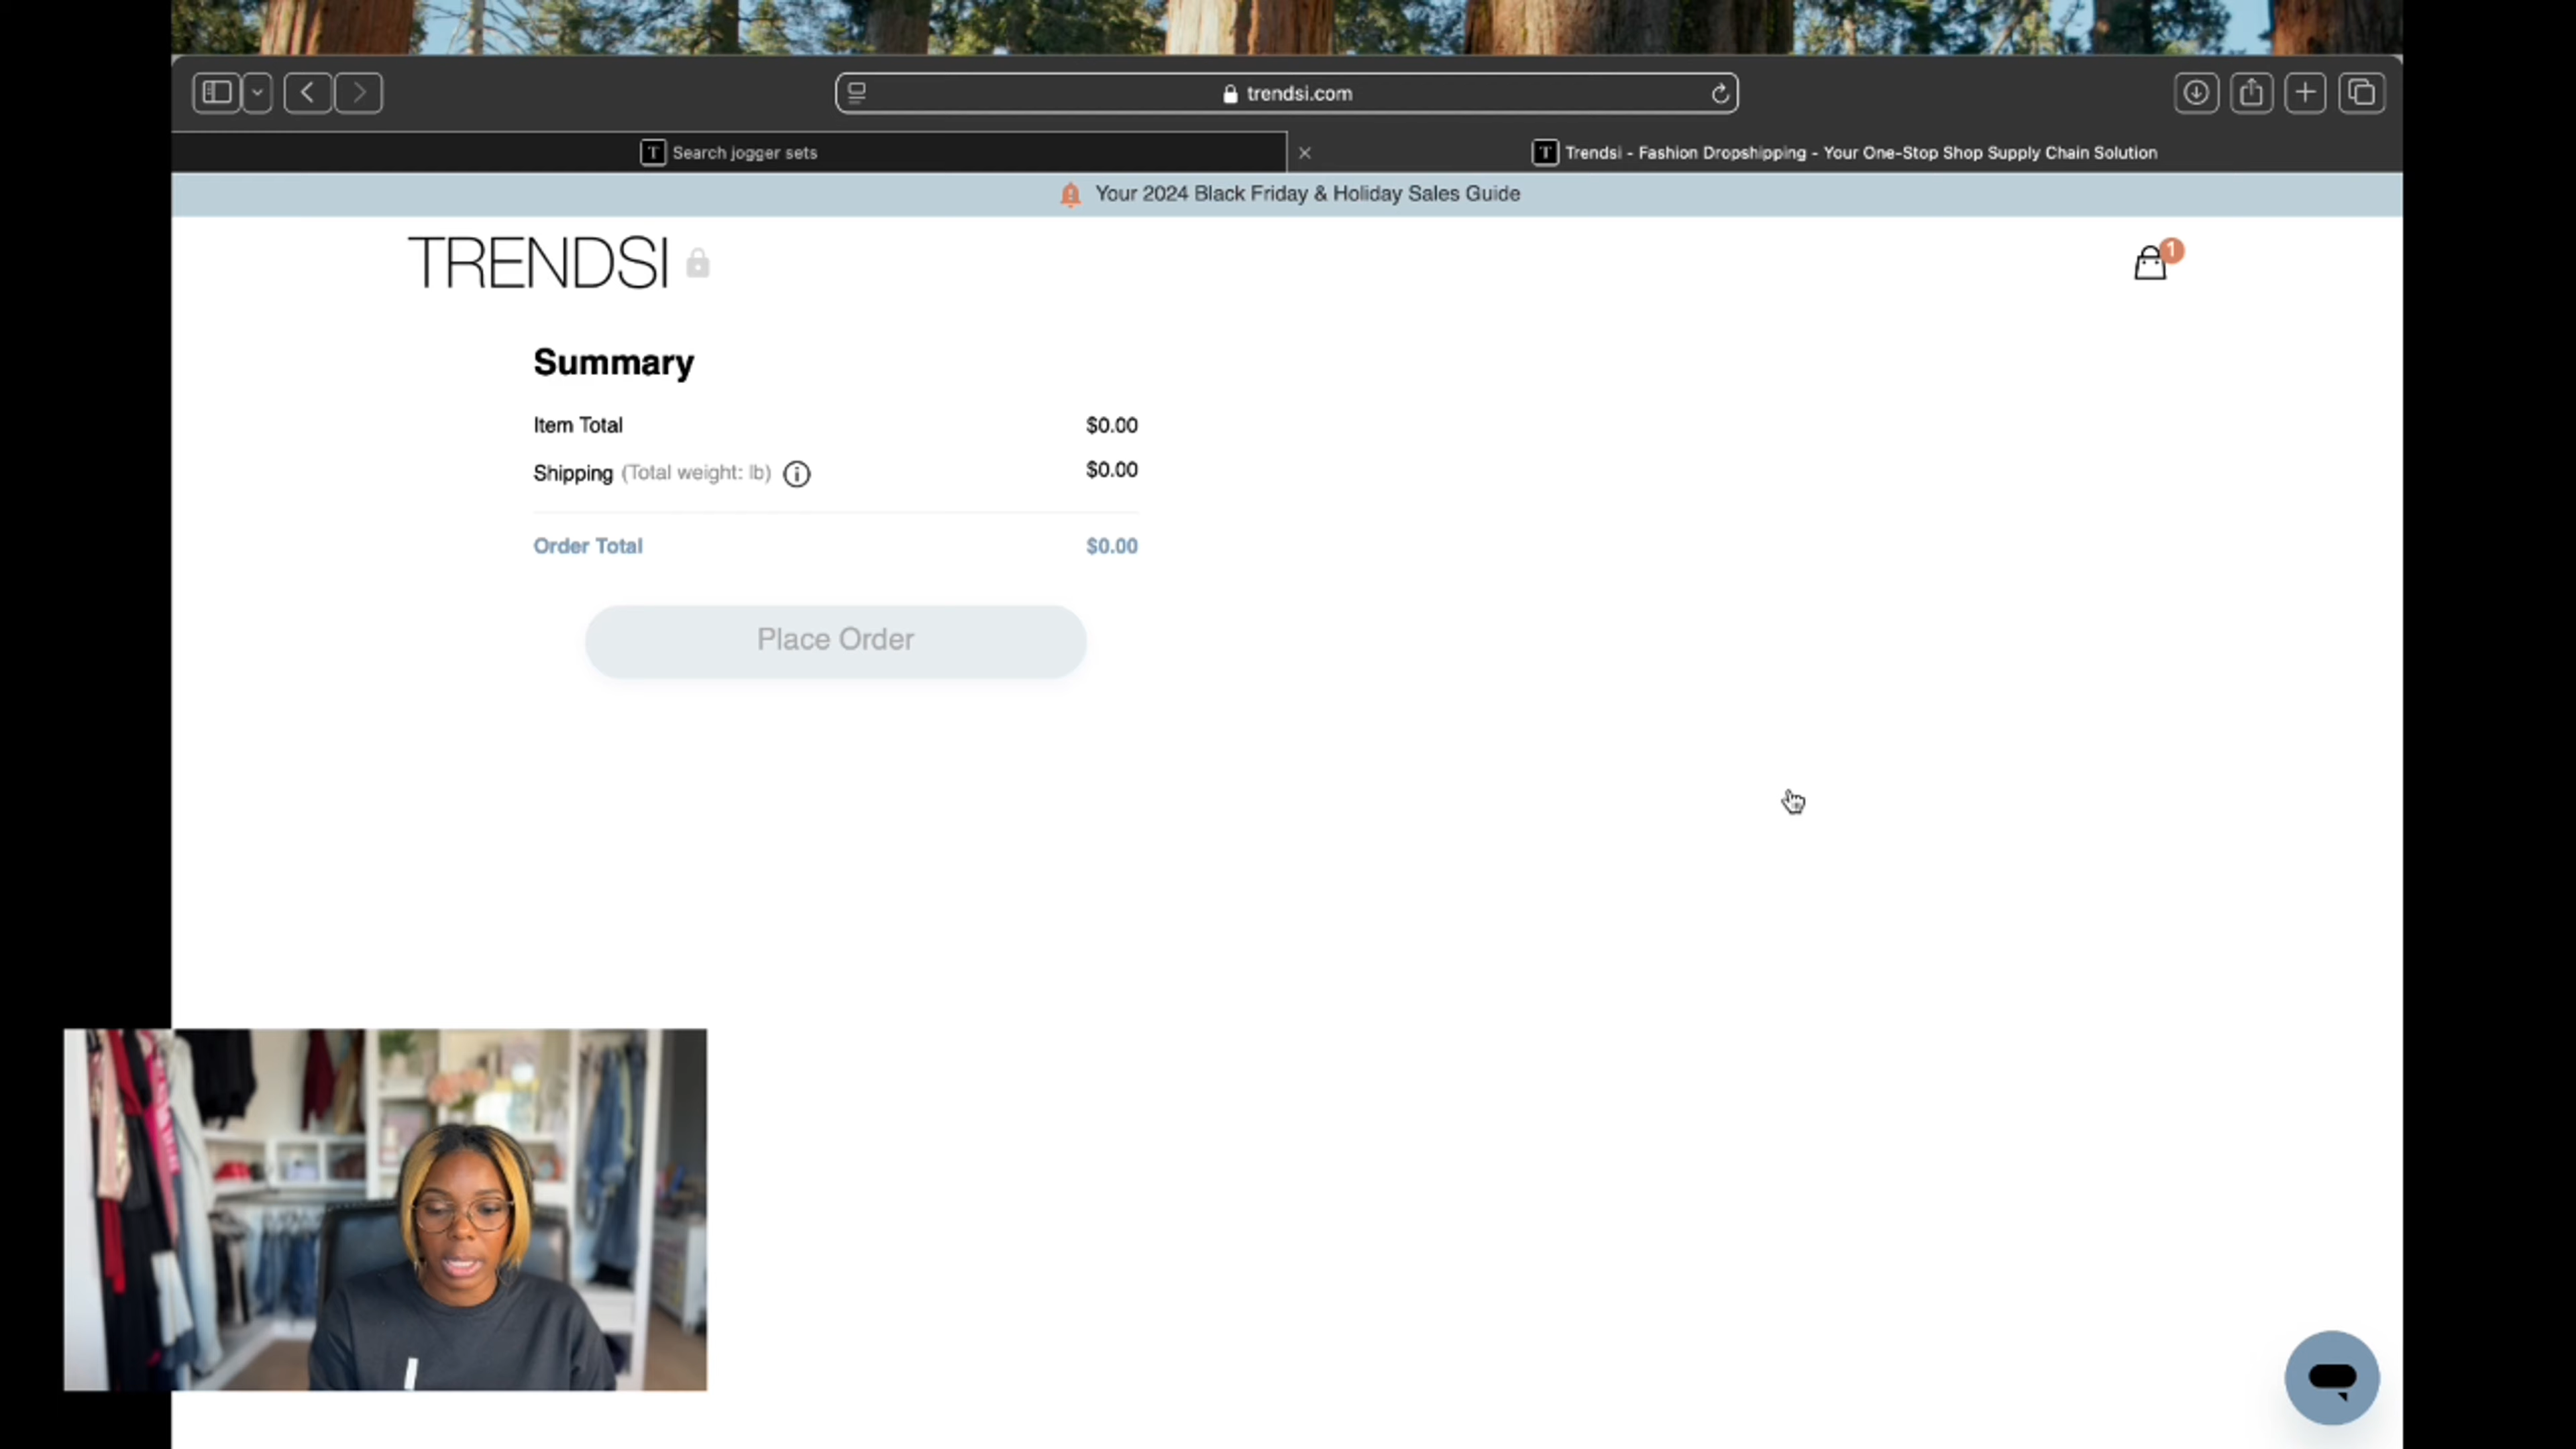 trendsi.com
T Search jogger sets
T Trendsi - Fashion Dropshipping - Your One-Stop Shop Supply Chain Solution
Your 2024 Black Friday & Holiday Sales Guide
TRENDSI
1
Summary
Item Total $0.00
Shipping (Total weight: lb) $0.00
Order Total $0.00
Place Order